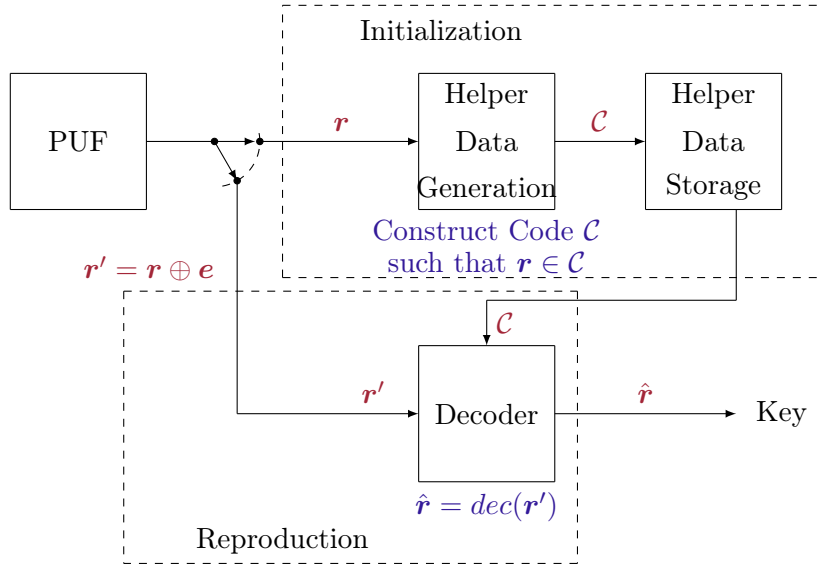 Initialization
PUF
r
Helper
Data
Generation
𝒞
Helper
Data
Storage
Construct Code 𝒞
such that r ∈ 𝒞
r′ = r ⊕ e
𝒞
r′
Decoder
r̂
Key
r̂ = dec(r′)
Reproduction